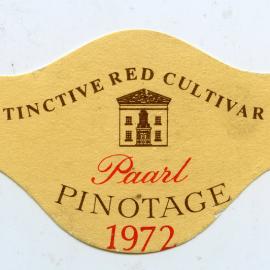 TINCTIVE RED CULTIVAR
Paarl
PINOTAGE
1972